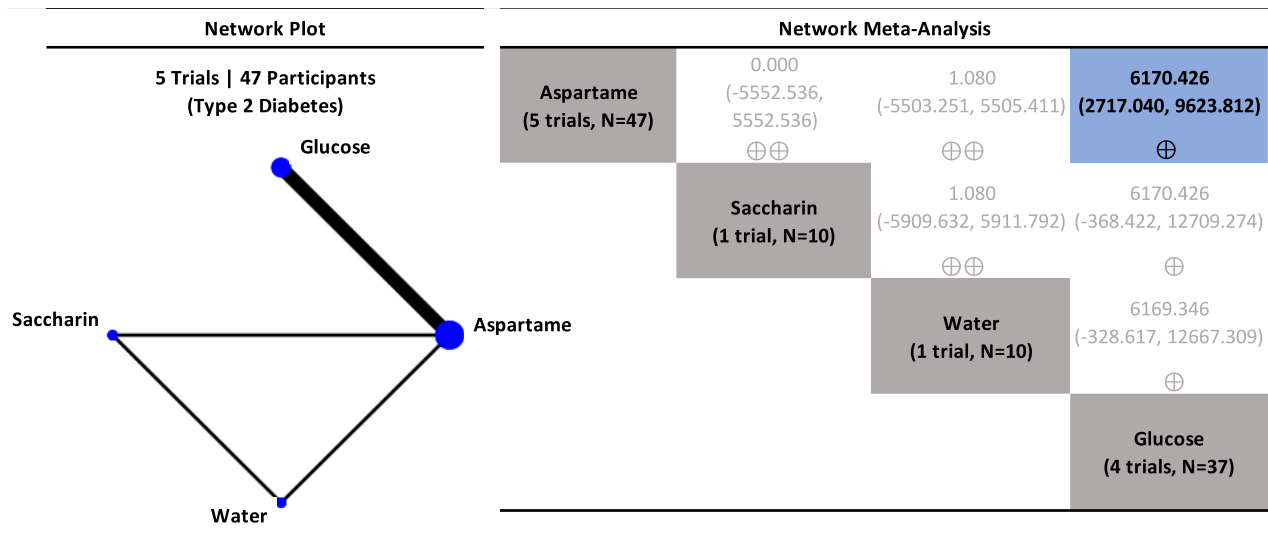 Network Plot
5 Trials | 47 Participants
(Type 2 Diabetes)
Glucose
Saccharin
Aspartame
Water
Network Meta-Analysis
Aspartame
(5 trials, N=47)
0.000
(-5552.536,
5552.536)
⊕⊕
1.080
(-5503.251, 5505.411)
⊕⊕
6170.426
(2717.040, 9623.812)
⊕
Saccharin
(1 trial, N=10)
1.080
(-5909.632, 5911.792)
⊕⊕
6170.426
(-368.422, 12709.274)
⊕
Water
(1 trial, N=10)
6169.346
(-328.617, 12667.309)
⊕
Glucose
(4 trials, N=37)